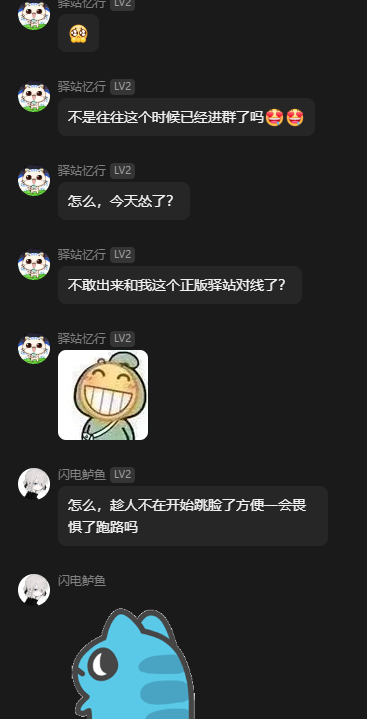 驿站忆行 LV2
驿站忆行 LV2
不是往往这个时候已经进群了吗🤩🤩
驿站忆行 LV2
怎么，今天怂了？
驿站忆行 LV2
不敢出来和我这个正版驿站对线了？
驿站忆行 LV2
闪电鲈鱼 LV2
怎么，趁人不在开始跳脸了方便一会畏
惧了跑路吗
闪电鲈鱼